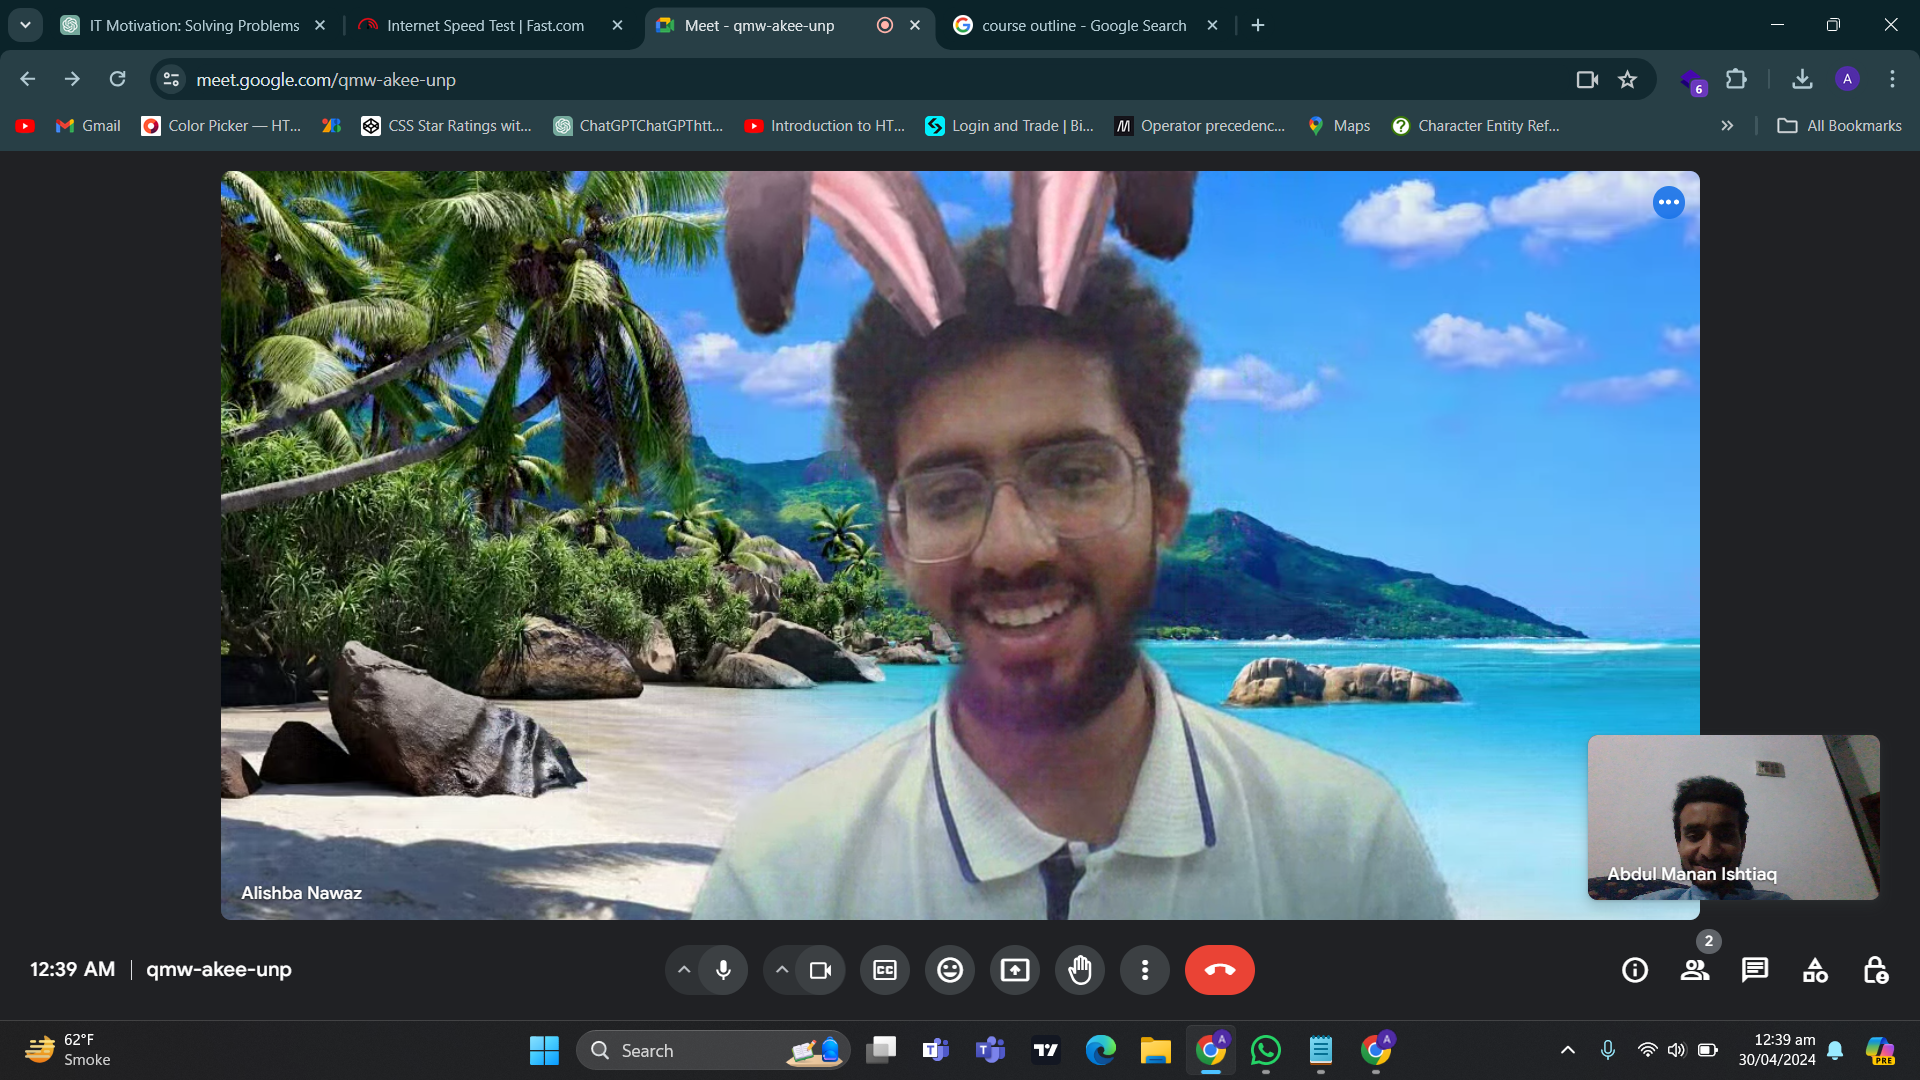 IT Motivation: Solving Problems
Internet Speed Test | Fast.com
Meet - qmw-akee-unp
course outline - Google Search
meet.google.com/qmw-akee-unp
6
A
Gmail
Color Picker — HT...
CSS Star Ratings wit...
ChatGPTChatGPThtt...
Introduction to HT...
Login and Trade | Bi...
Operator precedenc...
Maps
Character Entity Ref...
All Bookmarks
Alishba Nawaz
Abdul Manan Ishtiaq
12:39 AM
qmw-akee-unp
CC
2
62°F
Smoke
Search
A
A
12:39 am
30/04/2024
PRE